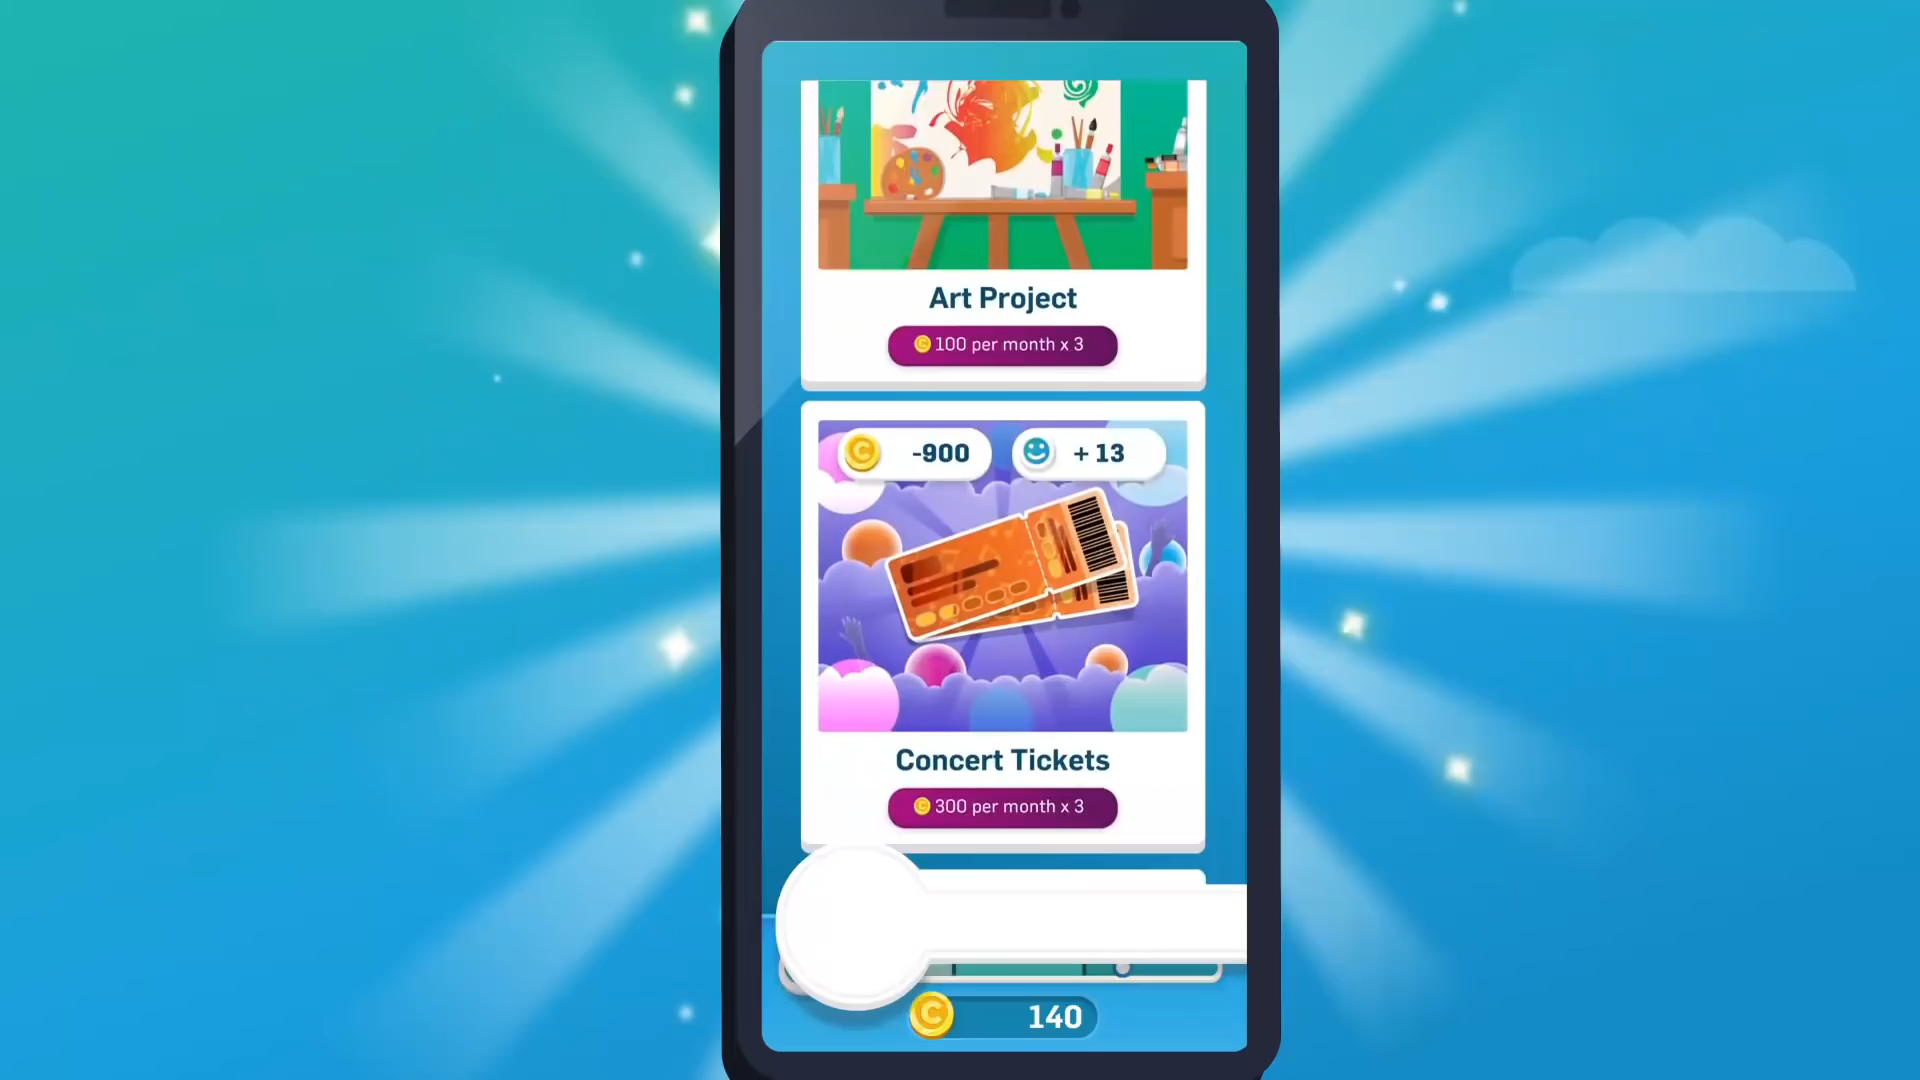 Art Project
100 per month x 3
-900
+ 13
Concert Tickets
300 per month x 3
140